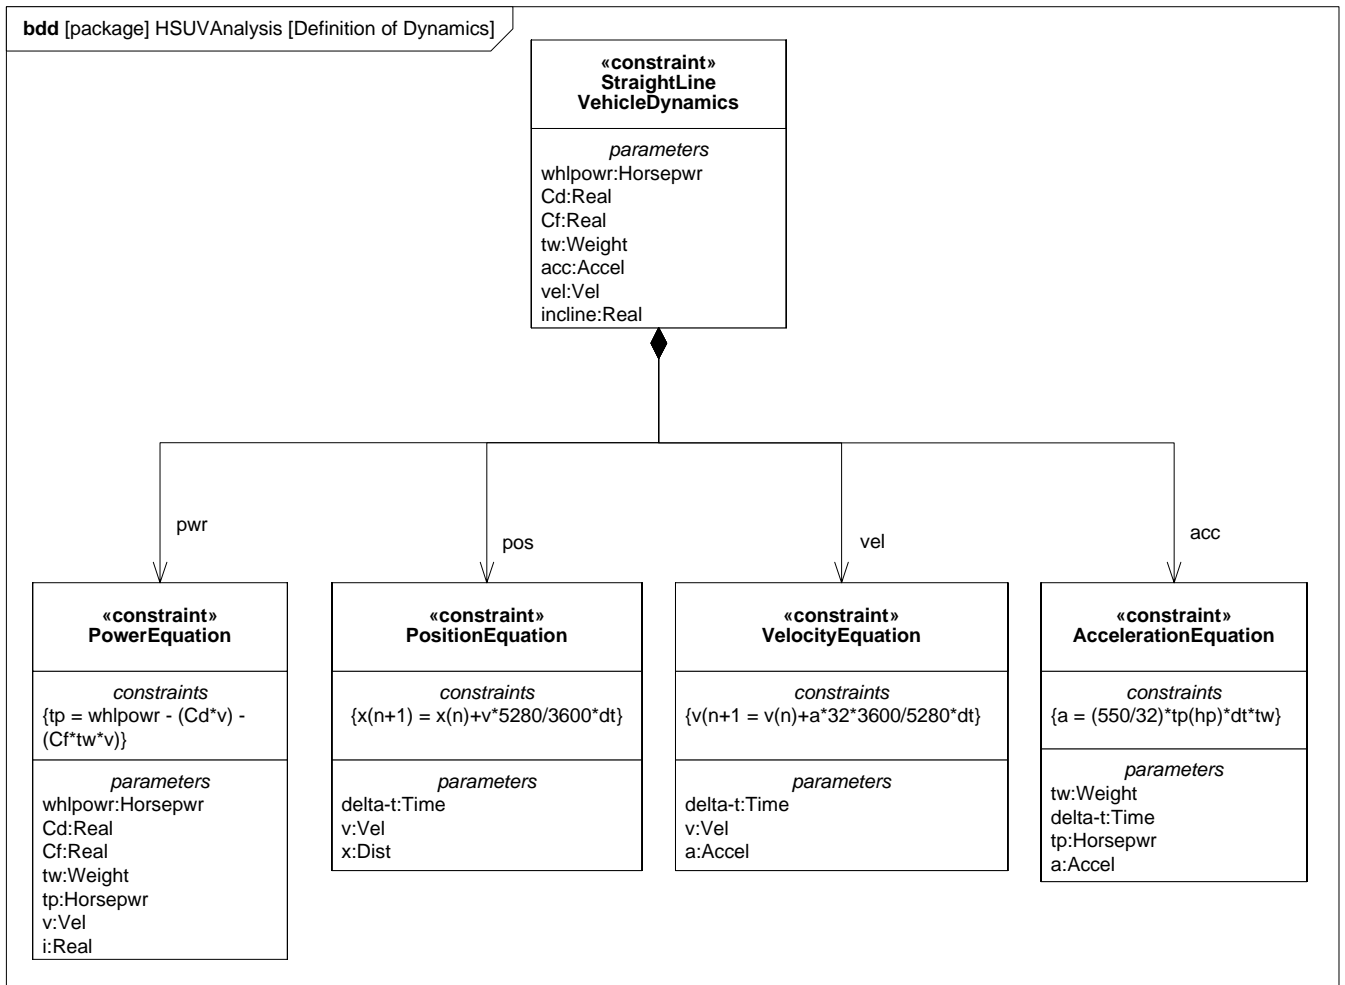 bdd [package] HSUVAnalysis [Definition of Dynamics]
«constraint»
StraightLine
VehicleDynamics
parameters
whlpowr:Horsepwr
Cd:Real
Cf:Real
tw:Weight
acc:Accel
vel:Vel
incline:Real
pwr
pos
vel
acc
«constraint»
PowerEquation
constraints
{tp = whlpowr - (Cd*v) -
(Cf*tw*v)}
parameters
whlpowr:Horsepwr
Cd:Real
Cf:Real
tw:Weight
tp:Horsepwr
v:Vel
i:Real
«constraint»
PositionEquation
constraints
{x(n+1) = x(n)+v*5280/3600*dt}
parameters
delta-t:Time
v:Vel
x:Dist
«constraint»
VelocityEquation
constraints
{v(n+1 = v(n)+a*32*3600/5280*dt}
parameters
delta-t:Time
v:Vel
a:Accel
«constraint»
AccelerationEquation
constraints
{a = (550/32)*tp(hp)*dt*tw}
parameters
tw:Weight
delta-t:Time
tp:Horsepwr
a:Accel